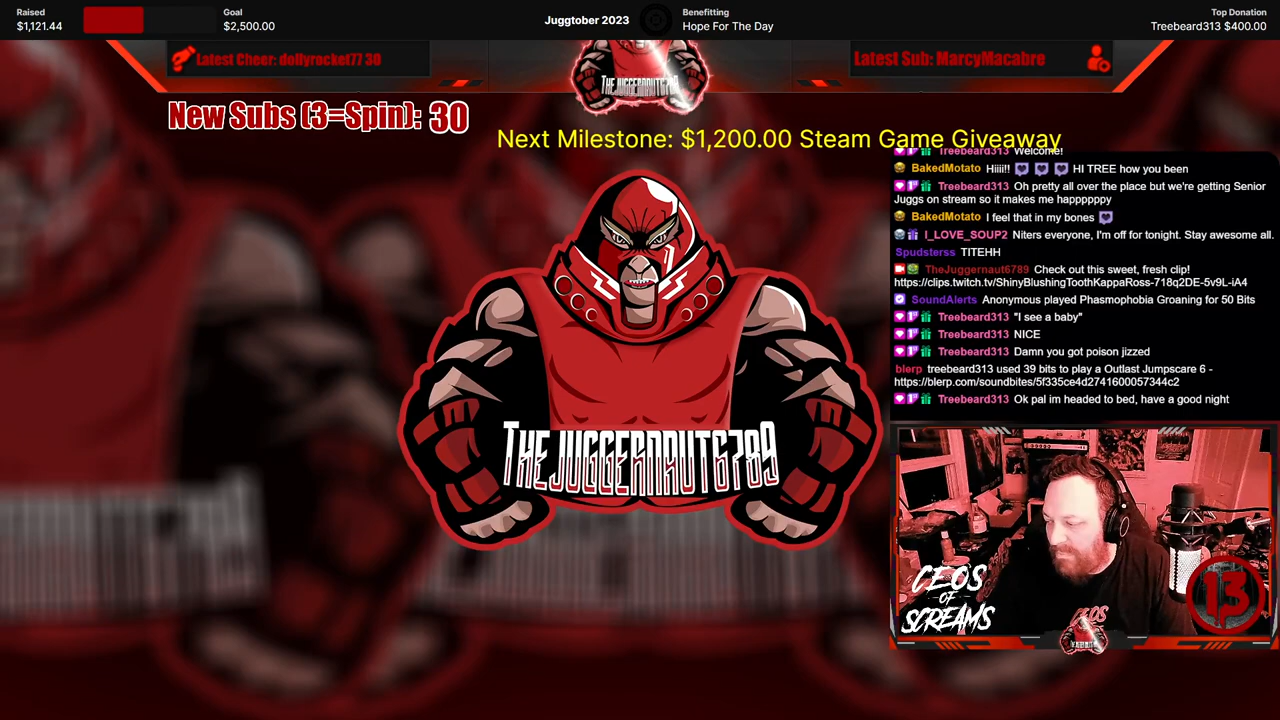 Raised
$1,121.44
Goal
$2,500.00
Juggtober 2023
Benefitting
Hope For The Day
Top Donation
Treebeard313 $400.00
Latest Cheer: dollyrocket77 30
THEJUGGERNAUT6789
Latest Sub: MarcyMacabre
New Subs (3=Spin): 30
Next Milestone: $1,200.00 Steam Game Giveaway
Treebeard313 Welcome!
BakedMotato Hiiii!! HI TREE how you been
Treebeard313 Oh pretty all over the place but we're getting Senior
Juggs on stream so it makes me happppppy
BakedMotato I feel that in my bones
I_LOVE_SOUP2 Niters everyone, I'm off for tonight. Stay awesome all.
Spudsterss TITEHH
TheJuggernaut6789 Check out this sweet, fresh clip!
https://clips.twitch.tv/ShinyBlushingToothKappaRoss-718q2DE-5v9L-iA4
SoundAlerts Anonymous played Phasmophobia Groaning for 50 Bits
Treebeard313 "I see a baby"
Treebeard313 NICE
Treebeard313 Damn you got poison jizzed
blerp treebeard313 used 39 bits to play a Outlast Jumpscare 6 -
https://blerp.com/soundbites/5f335ce4d2741600057344c2
Treebeard313 Ok pal im headed to bed, have a good night
THEJUGGERNAUT6789
CEOS
OF
SCREAMS
CEOS
13